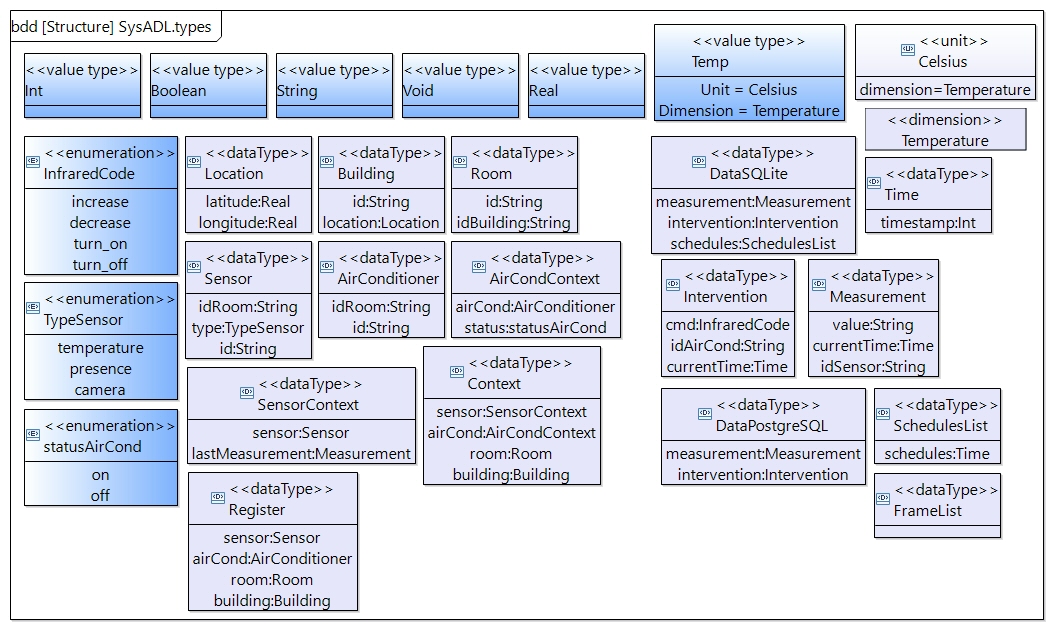 bdd [Structure] SysADL.types
<<value type>>
Int
<<value type>>
Boolean
<<value type>>
String
<<value type>>
Void
<<value type>>
Real
<<value type>>
Temp
Unit = Celsius
Dimension = Temperature
<<unit>>
Celsius
dimension=Temperature
<<dimension>>
Temperature
<<enumeration>>
InfraredCode
increase
decrease
turn_on
turn_off
<<dataType>>
Location
latitude:Real
longitude:Real
<<dataType>>
Building
id:String
location:Location
<<dataType>>
Room
id:String
idBuilding:String
<<dataType>>
DataSQLite
measurement:Measurement
intervention:Intervention
schedules:SchedulesList
<<dataType>>
Time
timestamp:Int
<<enumeration>>
TypeSensor
temperature
presence
camera
<<dataType>>
Sensor
idRoom:String
type:TypeSensor
id:String
<<dataType>>
AirConditioner
idRoom:String
id:String
<<dataType>>
AirCondContext
airCond:AirConditioner
status:statusAirCond
<<dataType>>
Intervention
cmd:InfraredCode
idAirCond:String
currentTime:Time
<<dataType>>
Measurement
value:String
currentTime:Time
idSensor:String
<<enumeration>>
statusAirCond
on
off
<<dataType>>
SensorContext
sensor:Sensor
lastMeasurement:Measurement
<<dataType>>
Context
sensor:SensorContext
airCond:AirCondContext
room:Room
building:Building
<<dataType>>
DataPostgreSQL
measurement:Measurement
intervention:Intervention
<<dataType>>
SchedulesList
schedules:Time
<<dataType>>
Register
sensor:Sensor
airCond:AirConditioner
room:Room
building:Building
<<dataType>>
FrameList